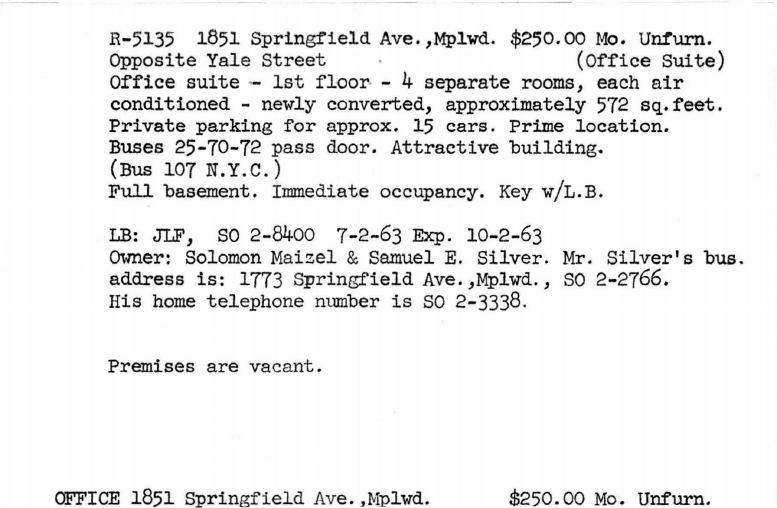 R-5135 1851 Springfield Ave.,Mplwd. $250.00 Mo. Unfurn.
Opposite Yale Street (Office Suite)
Office suite - 1st floor - 4 separate rooms, each air
conditioned - newly converted, approximately 572 sq.feet.
Private parking for approx. 15 cars. Prime location.
Buses 25-70-72 pass door. Attractive building.
(Bus 107 N.Y.C.)
Full basement. Immediate occupancy. Key w/L.B.
LB: JLF, SO 2-8400 7-2-63 Exp. 10-2-63
Owner: Solomon Maizel & Samuel E. Silver. Mr. Silver's bus.
address is: 1773 Springfield Ave.,Mplwd., SO 2-2766.
His home telephone number is SO 2-3338.
Premises are vacant.
OFFICE 1851 Springfield Ave.,Mplwd. $250.00 Mo. Unfurn.